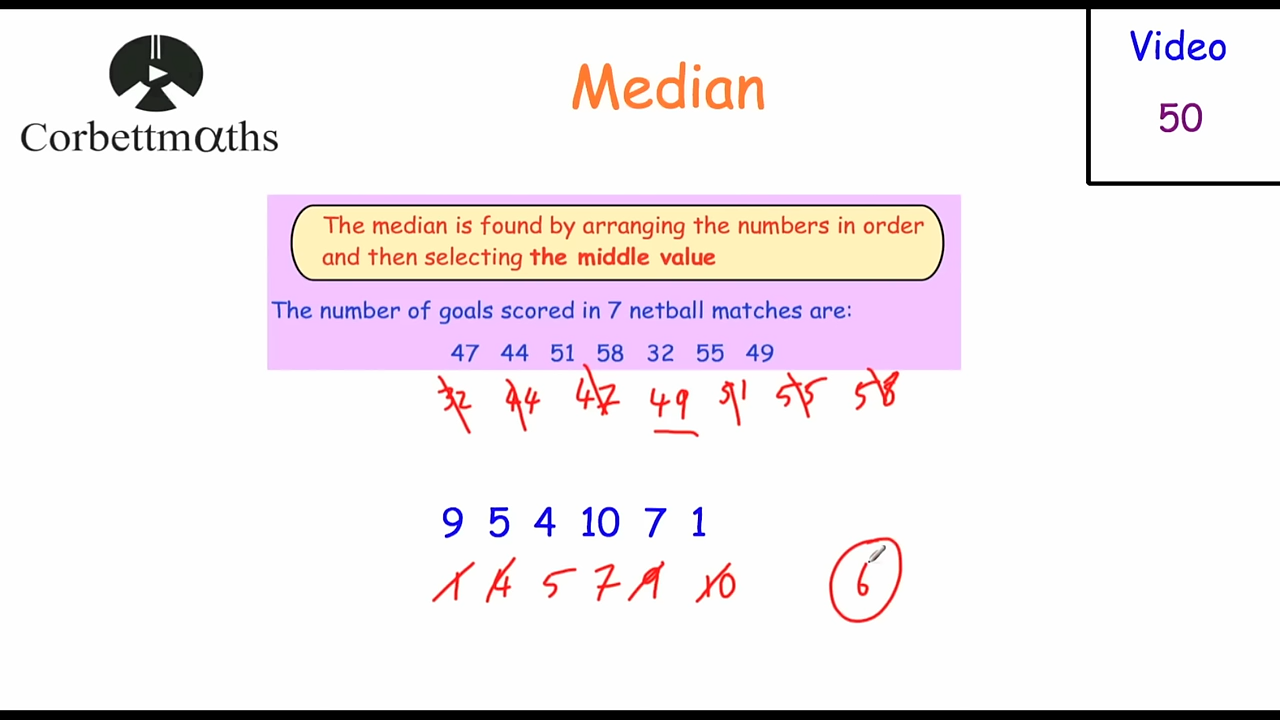 Corbettmαths
Median
Video
50
The median is found by arranging the numbers in order
and then selecting the middle value
The number of goals scored in 7 netball matches are:
47 44 51 58 32 55 49
32 44 47 49 51 55 58
9 5 4 10 7 1
1 4 5 7 9 10 6